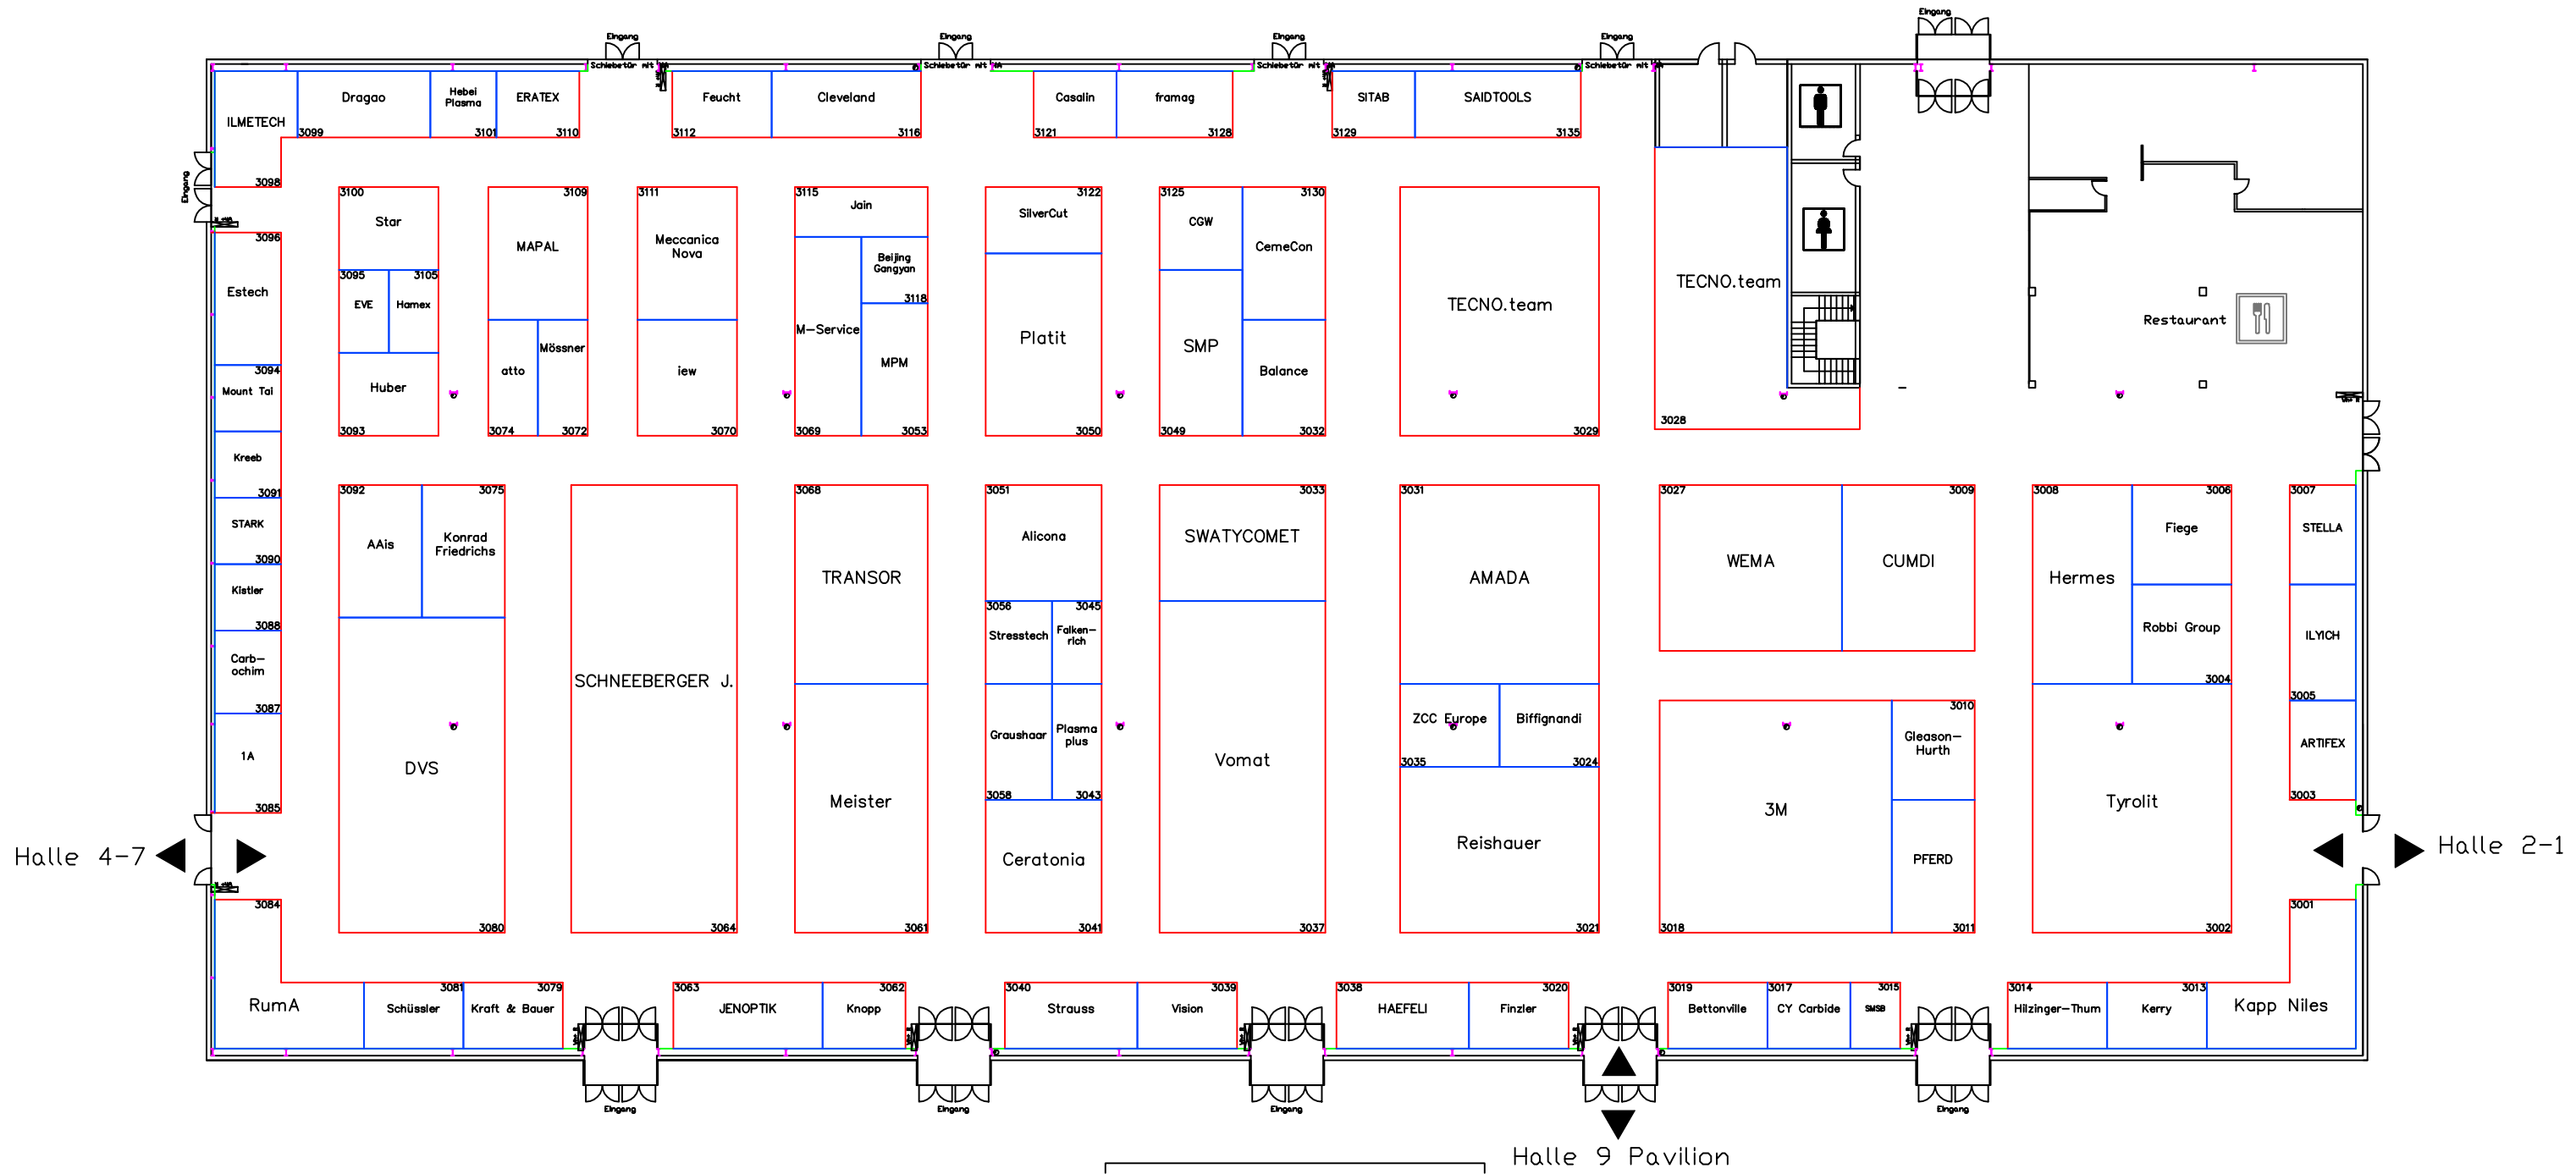 Eingang
Eingang
Eingang
Eingang
Eingang
Schiebetür mit
Schiebetür mit
Schiebetür mit
Schiebetür mit
ILMETECH
3098
Dragao
3099
Hebei
Plasma
3101
ERATEX
3110
Feucht
3112
Cleveland
3116
Casalin
3121
framag
3128
SITAB
3129
SAIDTOOLS
3135
Eingang
3100
Star
3109
MAPAL
3111
Meccanica
Nova
3115
Jain
3122
SilverCut
3125
CGW
3130
CemeCon
TECNO.team
3029
TECNO.team
3028
Restaurant
3096
Estech
3095
EVE
3105
Hamex
Huber
3093
atto
3074
Mössner
3072
iew
3070
M-Service
3069
Beijing
Gangyan
3118
MPM
3053
Platit
3050
SMP
3049
Balance
3032
3094
Mount Tai
Kreeb
3091
STARK
3090
Kistler
3088
Carb-
ochim
3087
1A
3085
3092
AAis
3075
Konrad
Friedrichs
DVS
3080
SCHNEEBERGER J.
3064
3068
TRANSOR
Meister
3061
3051
Alicona
3056
Stresstech
3045
Falken-
rich
Graushaar
3058
Plasma
plus
3043
Ceratonia
3041
3033
SWATYCOMET
Vomat
3037
3031
AMADA
ZCC Europe
3035
Biffignandi
3024
Reishauer
3021
3027
WEMA
3009
CUMDI
3M
3018
3010
Gleason-
Hurth
PFERD
3011
3008
Hermes
3006
Fiege
Robbi Group
3004
Tyrolit
3002
3007
STELLA
ILYICH
3005
ARTIFEX
3003
Halle 4-7
Halle 2-1
3084
RumA
Schüssler
3081
Kraft & Bauer
3079
3063
JENOPTIK
3062
Knopp
3040
Strauss
3039
Vision
3038
HAEFELI
3020
Finzler
3019
Bettonville
3017
CY Carbide
3015
SMSB
3014
Hilzinger-Thum
3013
Kerry
3001
Kapp Niles
Eingang
Eingang
Eingang
Eingang
Halle 9 Pavilion